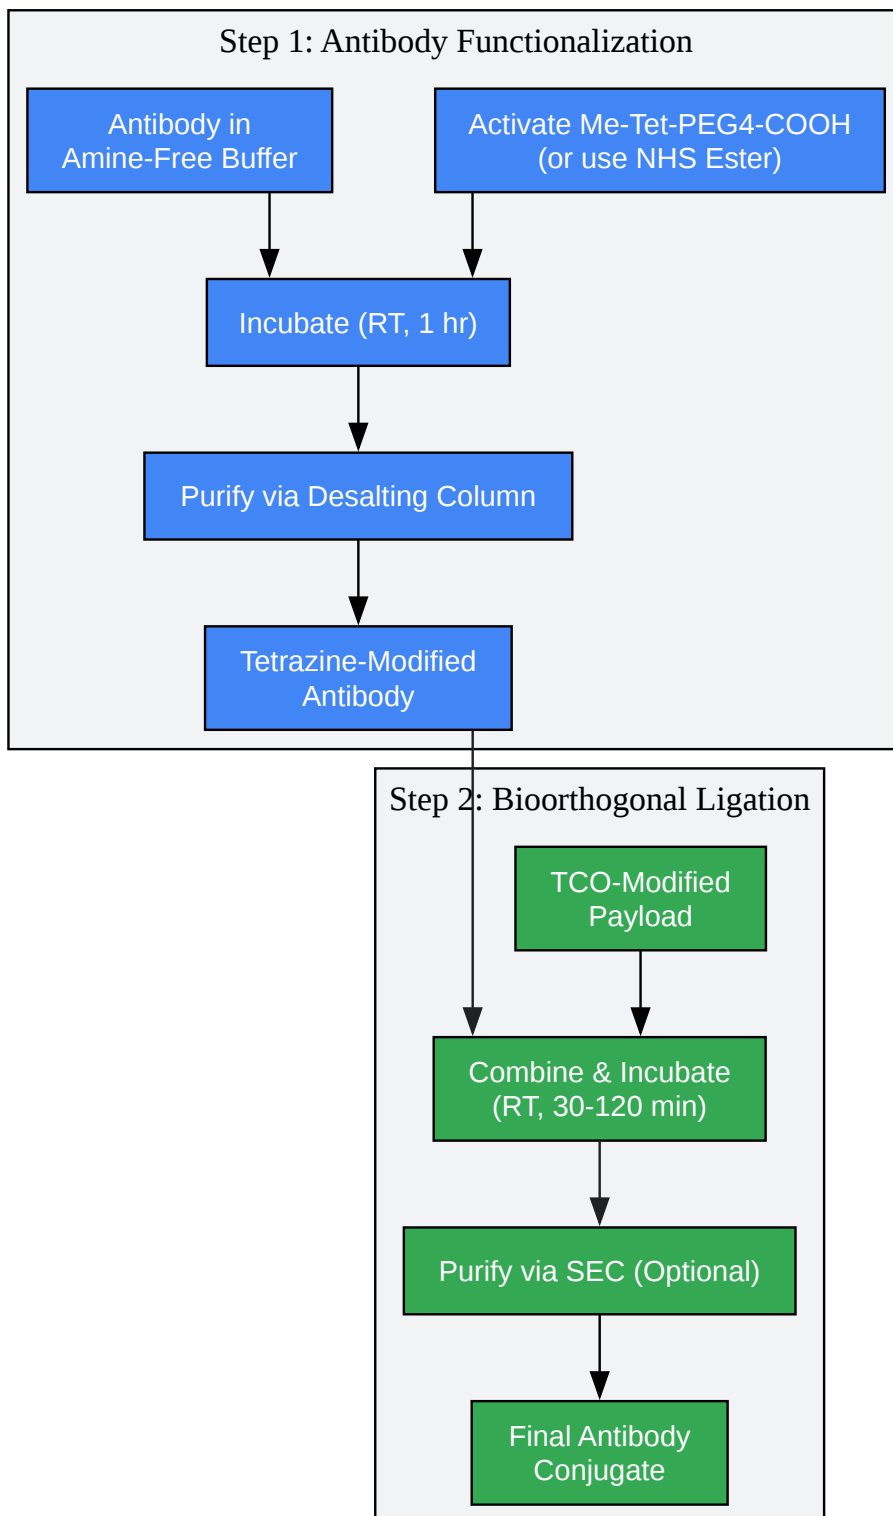 Step 1: Antibody Functionalization
Antibody in
Amine-Free Buffer
Activate Me-Tet-PEG4-COOH
(or use NHS Ester)
Incubate (RT, 1 hr)
Purify via Desalting Column
Tetrazine-Modified
Antibody
Step 2: Bioorthogonal Ligation
TCO-Modified
Payload
Combine & Incubate
(RT, 30-120 min)
Purify via SEC (Optional)
Final Antibody
Conjugate